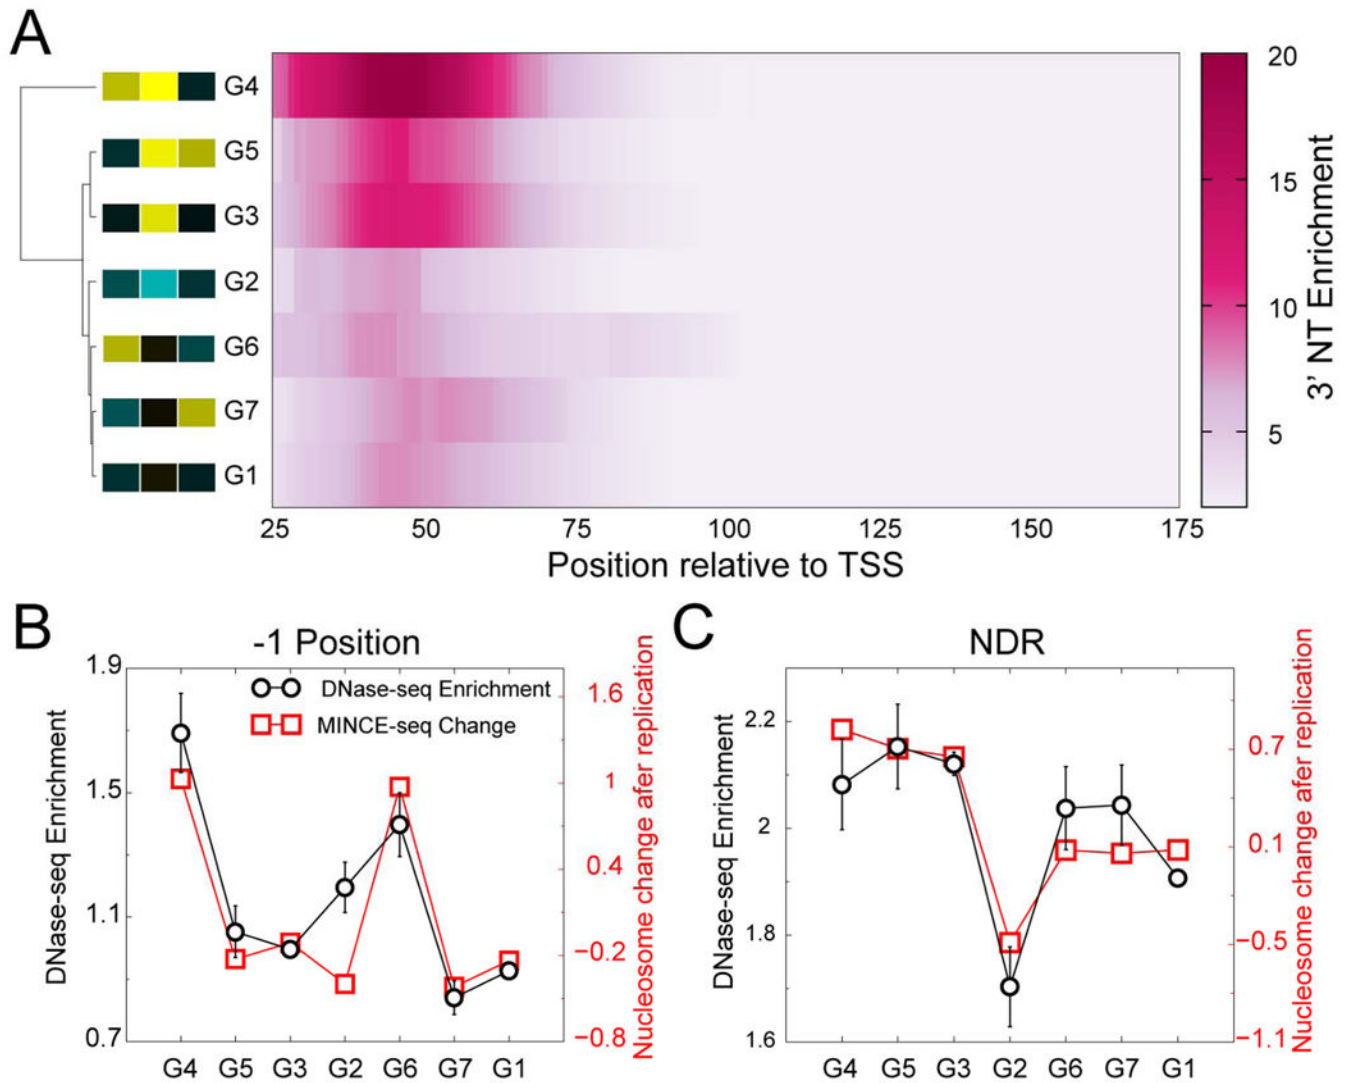 A
G4
G5
G3
G2
G6
G7
G1
20
15
10
5
3' NT Enrichment
25 50 75 100 125 150 175
Position relative to TSS
B
-1 Position
DNase-seq Enrichment
MINCE-seq Change
1.9
1.5
1.1
0.7
DNase-seq Enrichment
1.6
1
0.4
−0.2
−0.8
Nucleosome change afer replication
G4 G5 G3 G2 G6 G7 G1
C
NDR
2.2
2
1.8
1.6
DNase-seq Enrichment
0.7
0.1
−0.5
−1.1
Nucleosome change afer replication
G4 G5 G3 G2 G6 G7 G1